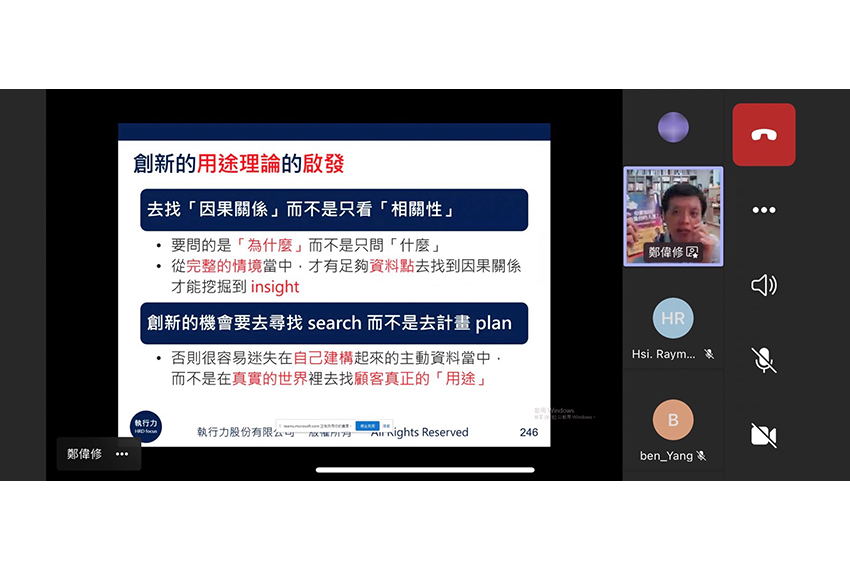 創新的用途理論的啟發
去找「因果關係」而不是只看「相關性」
• 要問的是「為什麼」而不是只問「什麼」
• 從完整的情境當中，才有足夠資料點去找到因果關係
才能挖掘到 insight
創新的機會要去尋找 search 而不是去計畫 plan
• 否則很容易迷失在自己建構起來的主動資料當中，
而不是在真實的世界裡去找顧客真正的「用途」
執行力
HRD focus
執行力股份有限公司 版權所有 All Rights Reserved
246
鄭偉修
鄭偉修
HR
Hsi. Raym...
B
ben_Yang